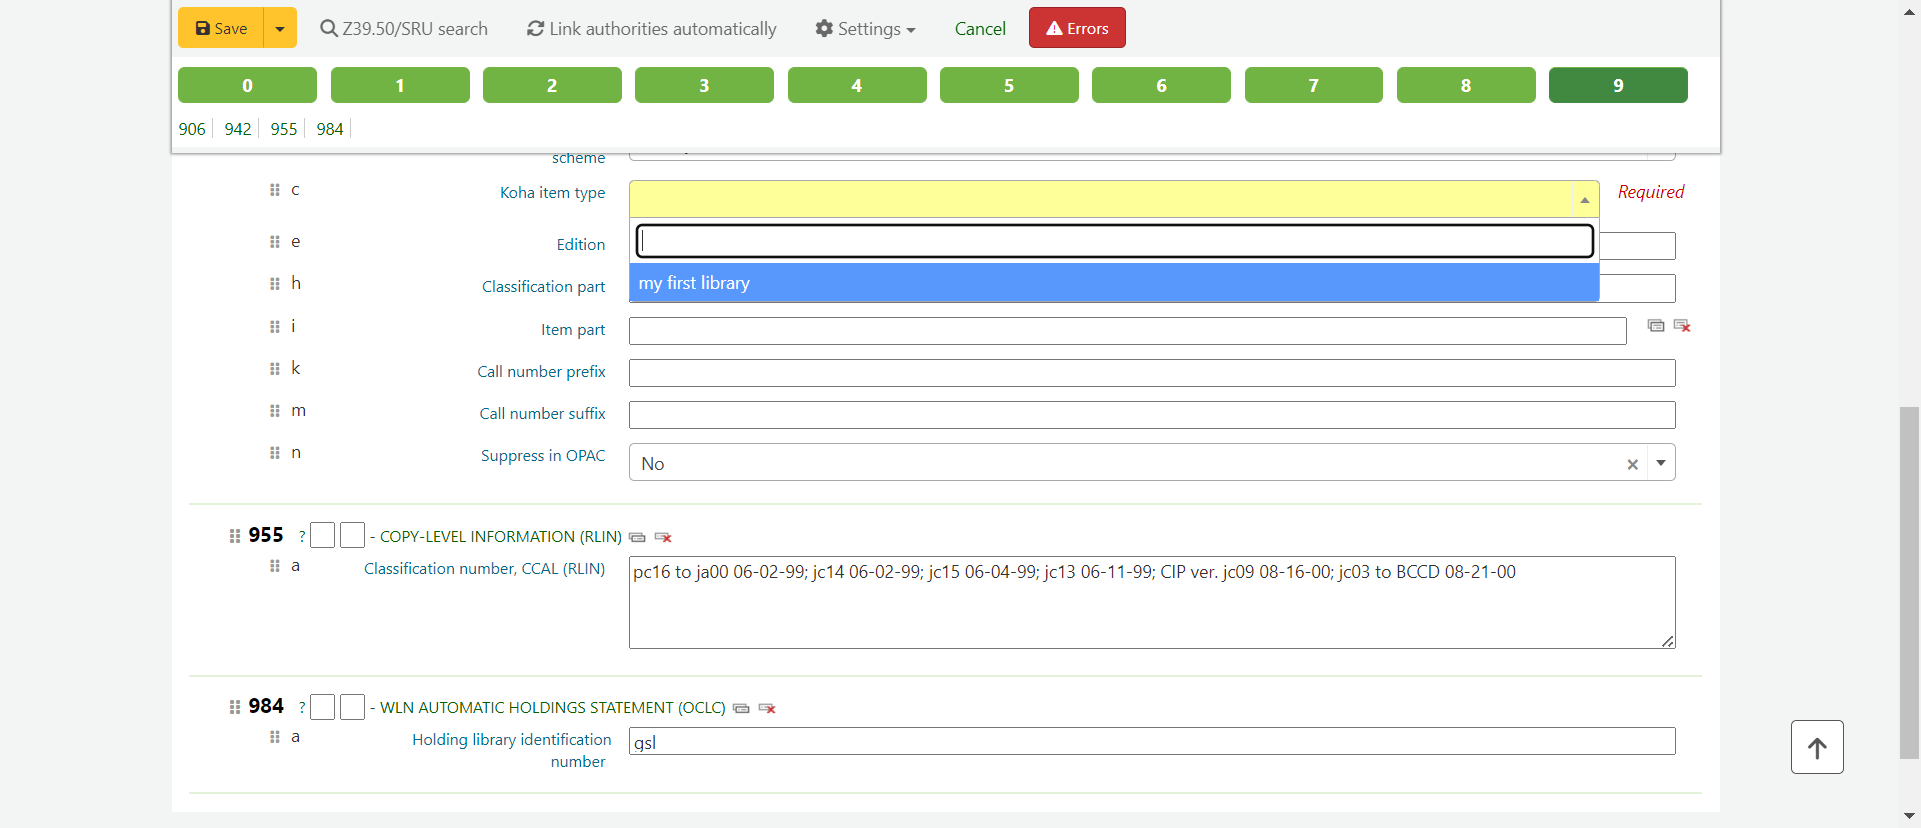 Save Z39.50/SRU search Link authorities automatically Settings Cancel Errors
0 1 2 3 4 5 6 7 8 9
906 942 955 984
scheme
c Koha item type Required
e Edition
my first library
h Classification part
i Item part
k Call number prefix
m Call number suffix
n Suppress in OPAC No
955 ? - COPY-LEVEL INFORMATION (RLIN)
a Classification number, CCAL (RLIN) pc16 to ja00 06-02-99; jc14 06-02-99; jc15 06-04-99; jc13 06-11-99; CIP ver. jc09 08-16-00; jc03 to BCCD 08-21-00
984 ? - WLN AUTOMATIC HOLDINGS STATEMENT (OCLC)
a Holding library identification gsl
number